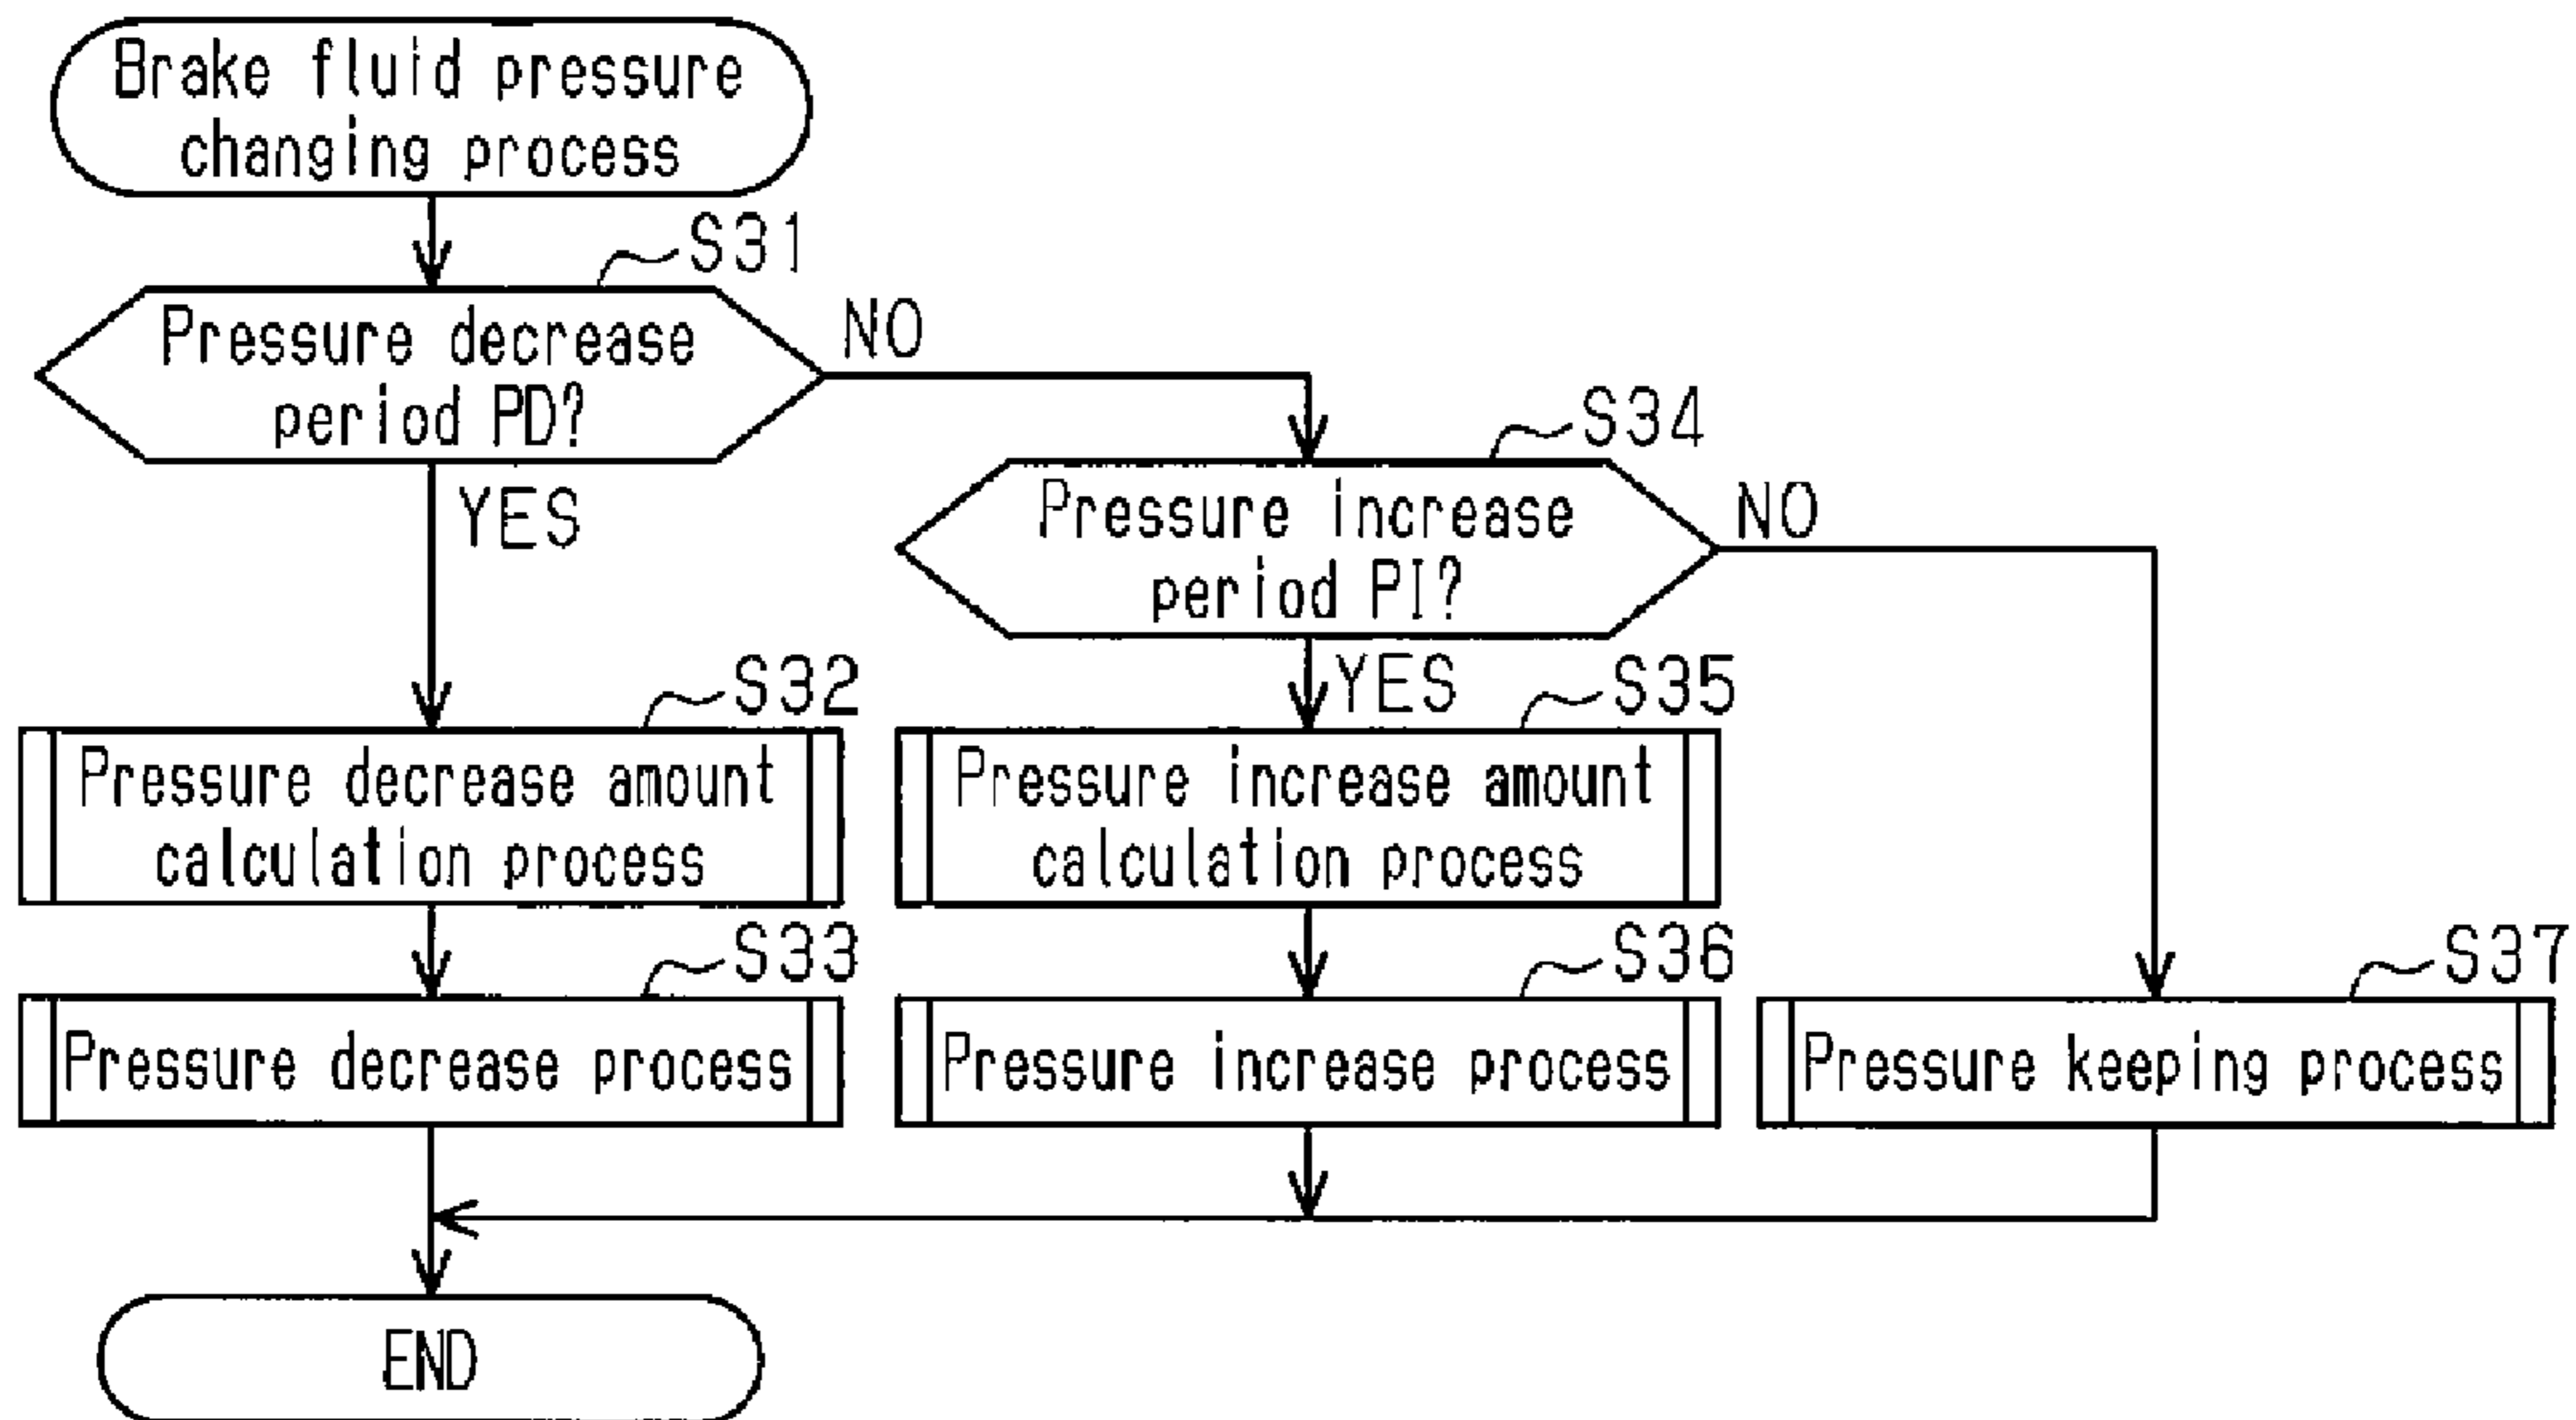 Brake fluid pressure
changing process
S31
Pressure decrease
period PD?
NO
YES
S34
Pressure increase
period PI?
NO
YES
S32
Pressure decrease amount
calculation process
S35
Pressure increase amount
calculation process
S33
Pressure decrease process
S36
Pressure increase process
S37
Pressure keeping process
END